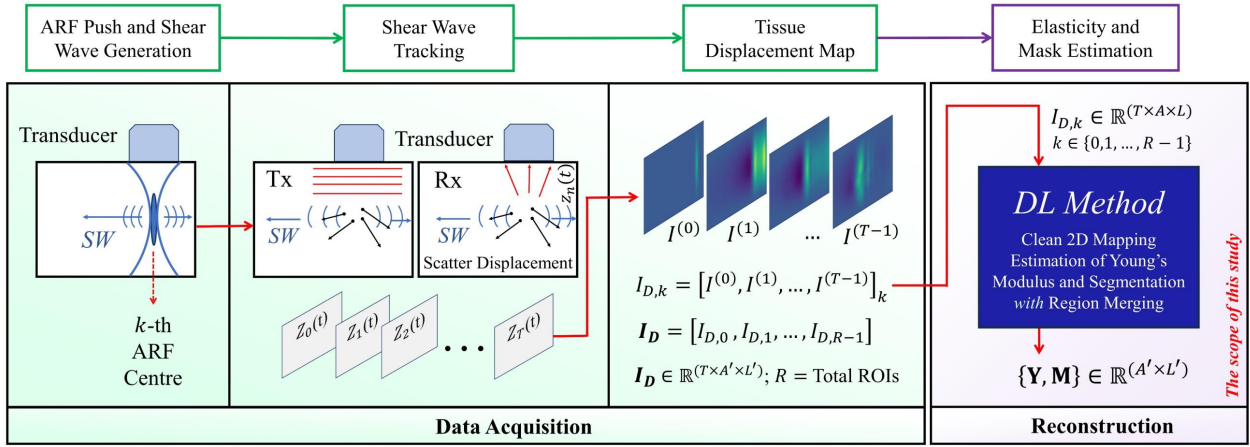 ARF Push and Shear
Wave Generation
Shear Wave
Tracking
Tissue
Displacement Map
Elasticity and
Mask Estimation
Transducer
SW
k-th
ARF
Centre
Transducer
Tx
SW
Rx
z_n(t)
SW
Scatter Displacement
Z_0(t)
Z_1(t)
Z_2(t)
• • •
Z_T(t)
I^(0) I^(1) ... I^(T−1)
I_{D,k} = [I^(0), I^(1), ..., I^(T−1)]_k
I_D = [I_{D,0}, I_{D,1}, ..., I_{D,R−1}]
I_D ∈ ℝ^(T×A′×L′); R = Total ROIs
I_{D,k} ∈ ℝ^(T×A×L)
k ∈ {0,1, ..., R − 1}
DL Method
Clean 2D Mapping
Estimation of Young's
Modulus and Segmentation
with Region Merging
{Y, M} ∈ ℝ^(A′×L′)
The scope of this study
Data Acquisition
Reconstruction